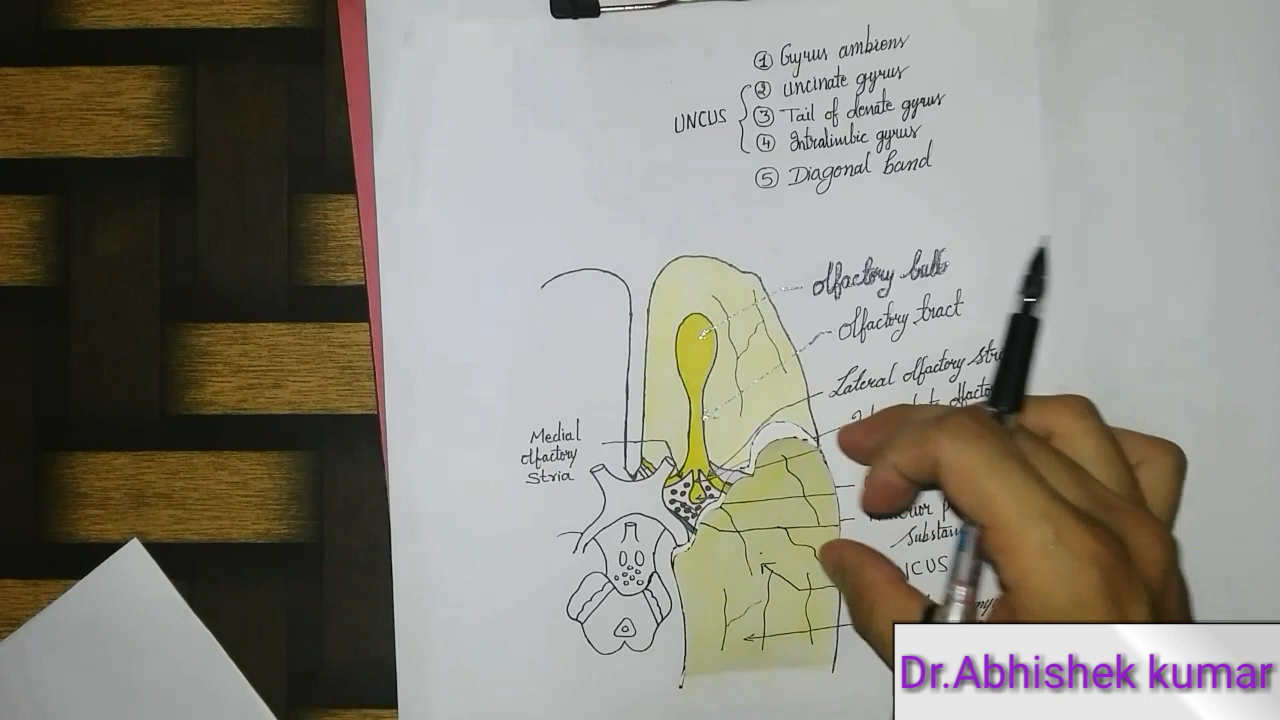 ① Gyrus ambiens
② Uncinate gyrus
UNCUS
③ Tail of denate gyrus
④ Intralimbic gyrus
⑤ Diagonal band
Olfactory bulb
Olfactory tract
Lateral olfactory
Medial
Olfactory
Stria
UNCUS
Dr.Abhishek kumar